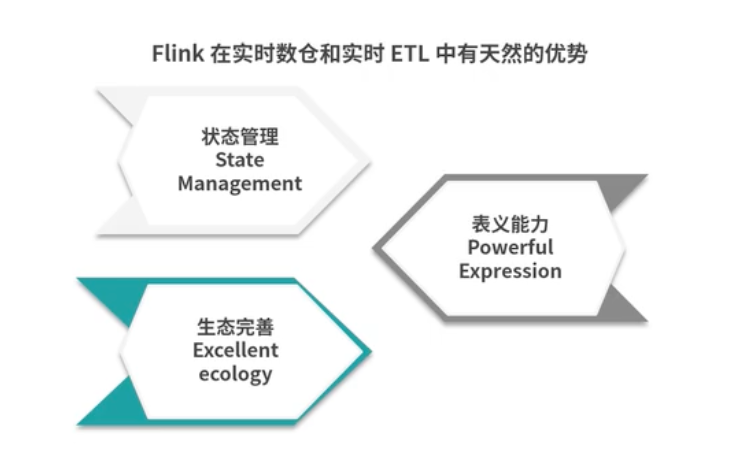 Flink 在实时数仓和实时 ETL 中有天然的优势
状态管理
State
Management
表义能力
Powerful
Expression
生态完善
Excellent
ecology